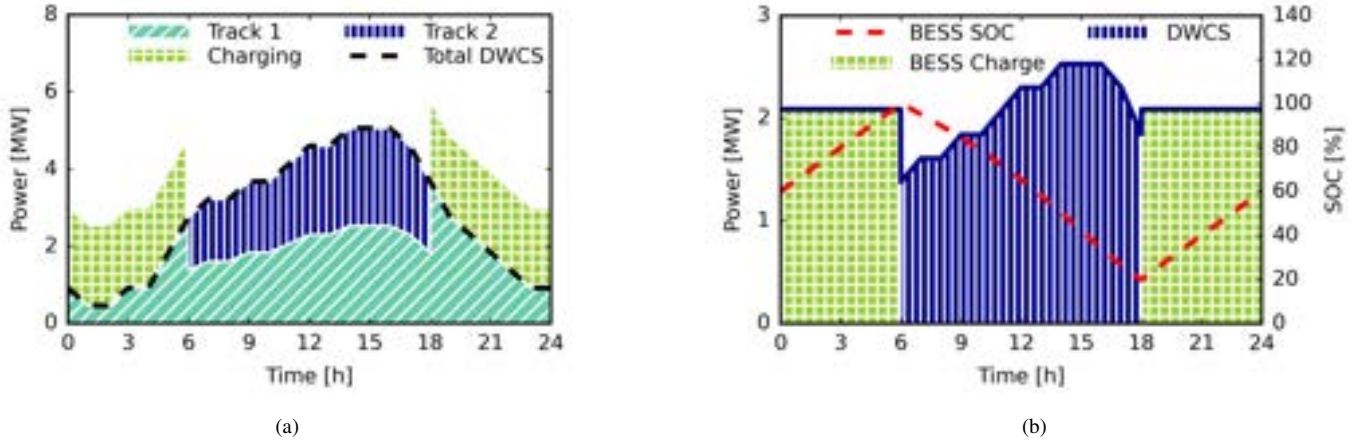 8
6
4
2
0
Power [MW]
Track 1
Track 2
Charging
Total DWCS
0 3 6 9 12 15 18 21 24
Time [h]
(a)
3
2
1
0
Power [MW]
BESS SOC
DWCS
BESS Charge
140
120
100
80
60
40
20
0
SOC [%]
0 3 6 9 12 15 18 21 24
Time [h]
(b)